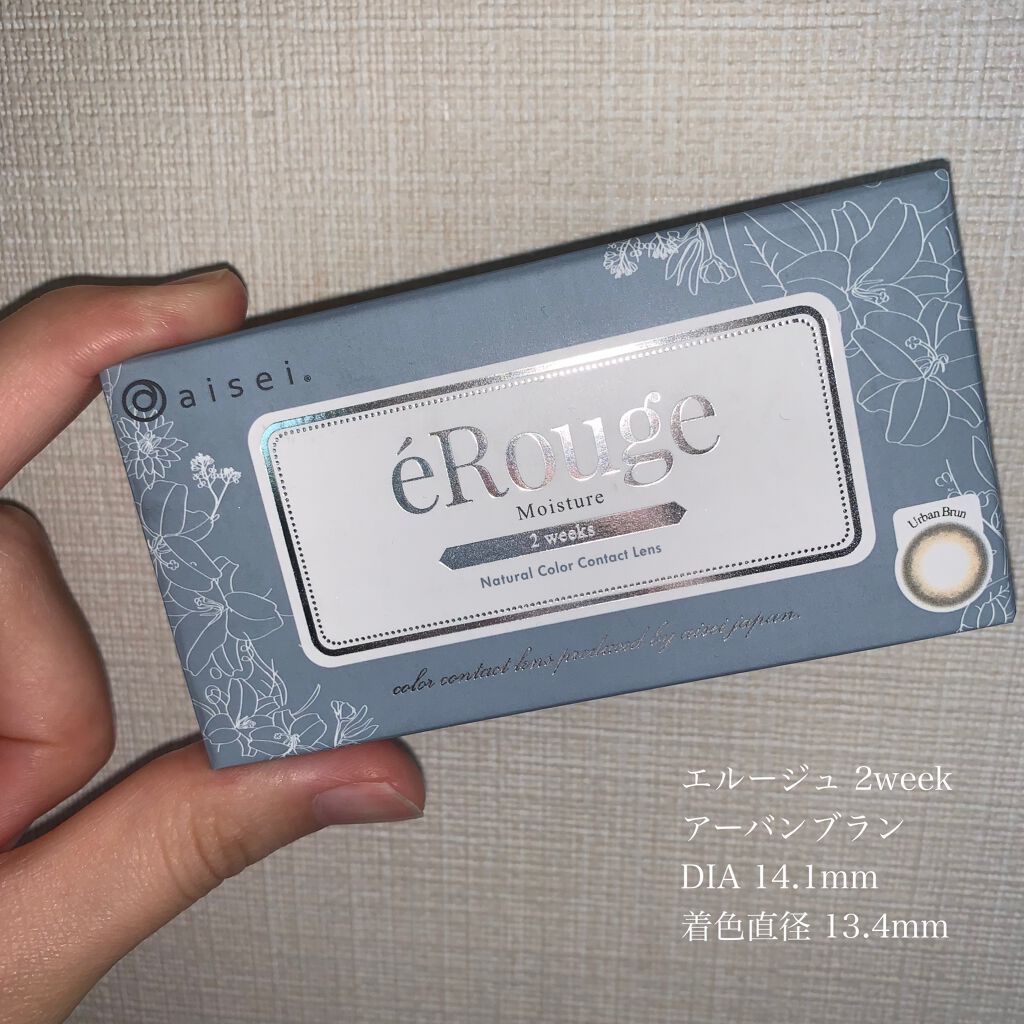 aisei®
éRouge
Moisture
2 weeks
Natural Color Contact Lens
color contact lens produced by aisei japan.
Urban Brun
エルージュ 2week
アーバンブラン
DIA 14.1mm
着色直径 13.4mm